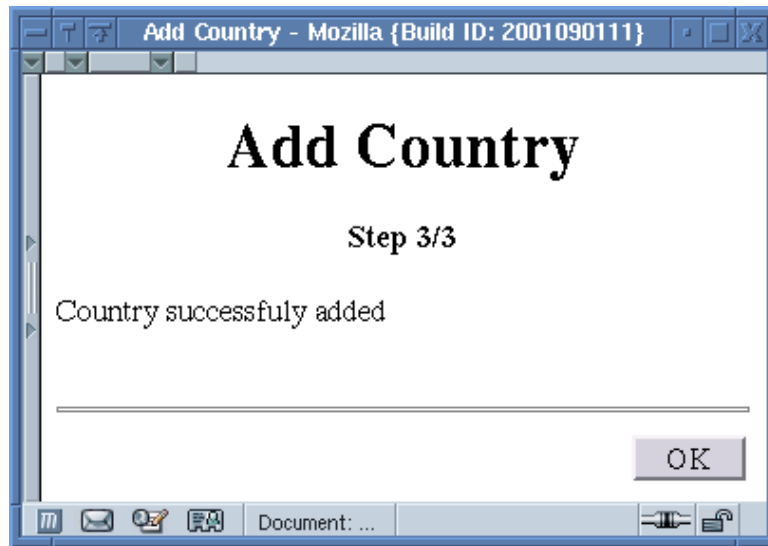 Add Country - Mozilla {Build ID: 2001090111}
Add Country
Step 3/3
Country successfuly added
OK
m Document: ...